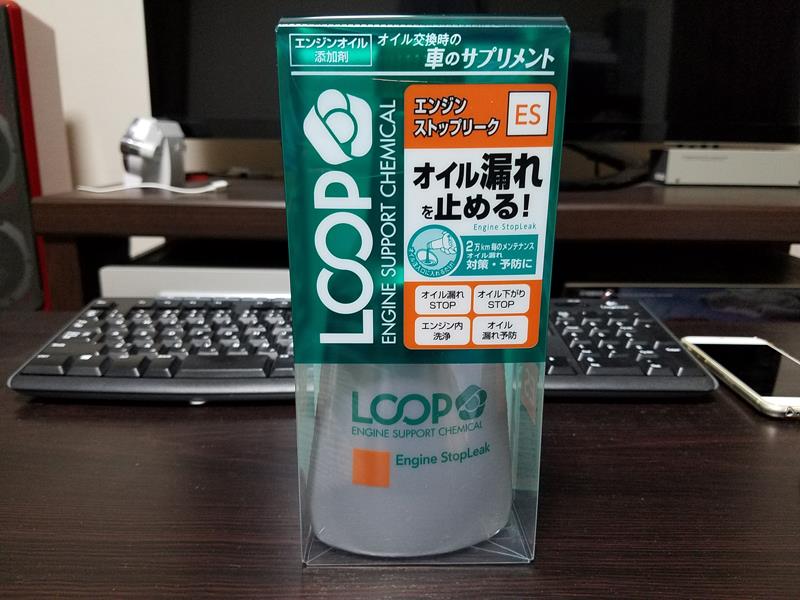 エンジンオイル
添加剤
オイル交換時の
車のサプリメント
LOOP
ENGINE SUPPORT CHEMICAL
エンジン
ストップリーク
ES
オイル漏れ
を止める!
Engine StopLeak
2万km毎のメンテナンス
オイル漏れ
対策・予防に
オイル漏れ
STOP
オイル下がり
STOP
エンジン内
洗浄
オイル
漏れ予防
LOOP
ENGINE SUPPORT CHEMICAL
Engine StopLeak